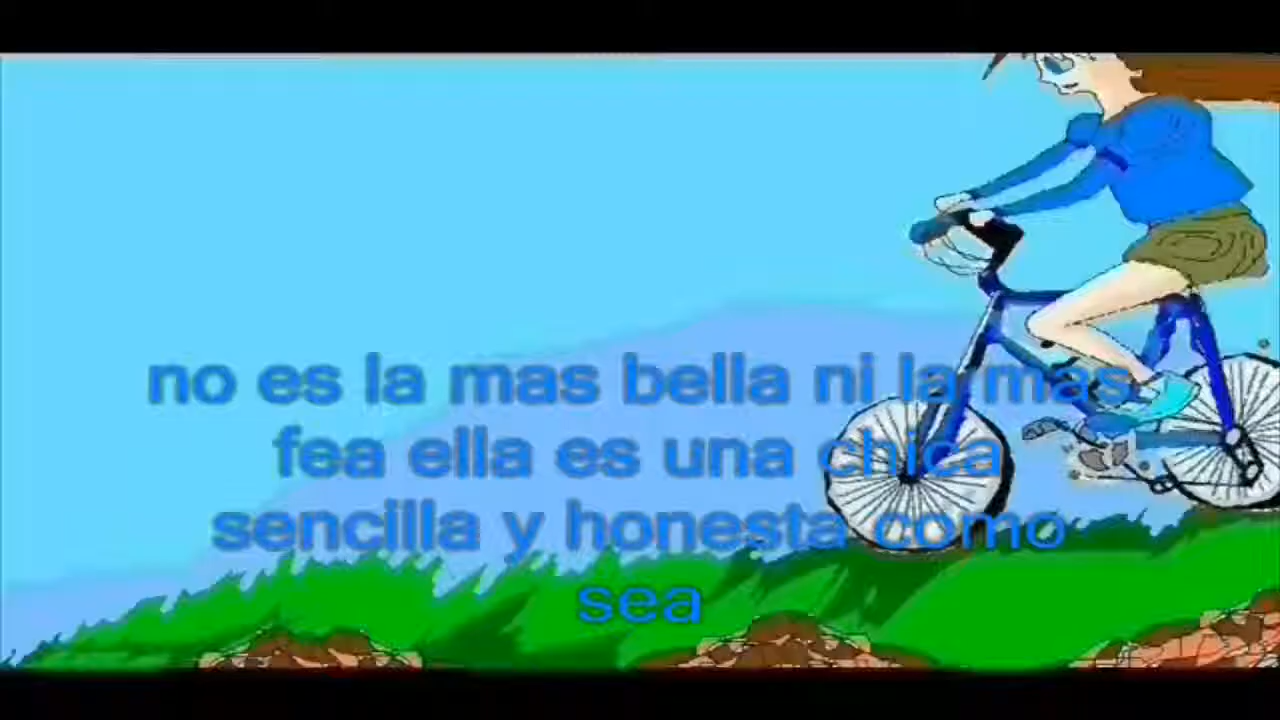 no es la mas bella ni la mas
fea ella es una chica
sencilla y honesta como
sea